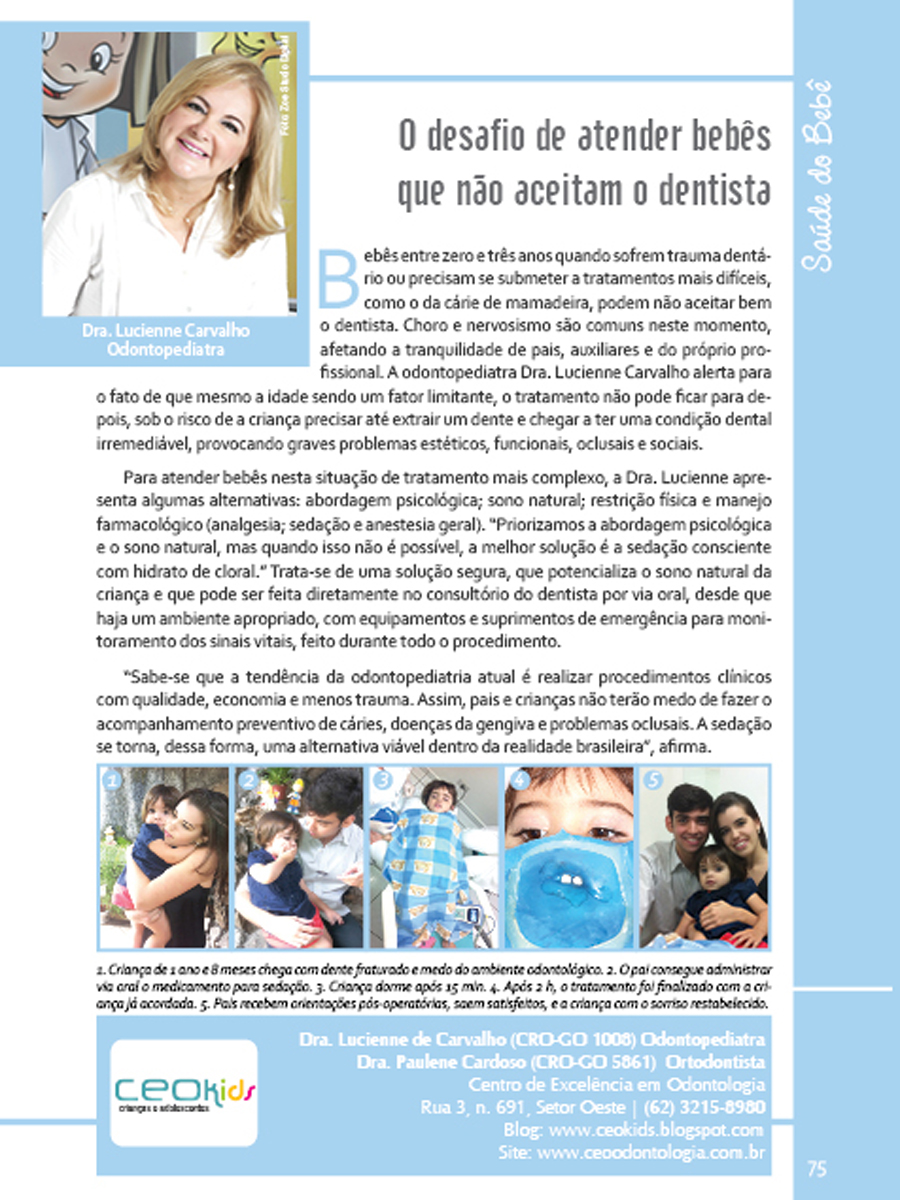 Foto: Zoe Studio Digital
Dra. Lucienne Carvalho
Odontopediatra
Saúde do Bebê
O desafio de atender bebês
que não aceitam o dentista
Bebês entre zero e três anos quando sofrem trauma dentá-
rio ou precisam se submeter a tratamentos mais difíceis,
como o da cárie de mamadeira, podem não aceitar bem
o dentista. Choro e nervosismo são comuns neste momento,
afetando a tranquilidade de pais, auxiliares e do próprio pro-
fissional. A odontopediatra Dra. Lucienne Carvalho alerta para
o fato de que mesmo a idade sendo um fator limitante, o tratamento não pode ficar para de-
pois, sob o risco de a criança precisar até extrair um dente e chegar a ter uma condição dental
irremediável, provocando graves problemas estéticos, funcionais, oclusais e sociais.
Para atender bebês nesta situação de tratamento mais complexo, a Dra. Lucienne apre-
senta algumas alternativas: abordagem psicológica; sono natural; restrição física e manejo
farmacológico (analgesia; sedação e anestesia geral). "Priorizamos a abordagem psicológica
e o sono natural, mas quando isso não é possível, a melhor solução é a sedação consciente
com hidrato de cloral." Trata-se de uma solução segura, que potencializa o sono natural da
criança e que pode ser feita diretamente no consultório do dentista por via oral, desde que
haja um ambiente apropriado, com equipamentos e suprimentos de emergência para moni-
toramento dos sinais vitais, feito durante todo o procedimento.
"Sabe-se que a tendência da odontopediatria atual é realizar procedimentos clínicos
com qualidade, economia e menos trauma. Assim, pais e crianças não terão medo de fazer o
acompanhamento preventivo de cáries, doenças da gengiva e problemas oclusais. A sedação
se torna, dessa forma, uma alternativa viável dentro da realidade brasileira", afirma.
1 2 3 4 5
1. Criança de 1 ano e 8 meses chega com dente fraturado e medo do ambiente odontológico. 2. O pai consegue administrar
via oral o medicamento para sedação. 3. Criança dorme após 15 min. 4. Após 2 h, o tratamento foi finalizado com a cri-
ança já acordada. 5. Pais recebem orientações pós-operatórias, saem satisfeitos, e a criança com o sorriso restabelecido.
CEOKids
crianças e adolescentes
Dra. Lucienne de Carvalho (CRO-GO 1008) Odontopediatra
Dra. Paulene Cardoso (CRO-GO 5861) Ortodontista
Centro de Excelência em Odontologia
Rua 3, n. 691, Setor Oeste | (62) 3215-8980
Blog: www.ceokids.blogspot.com
Site: www.ceoodontologia.com.br
75